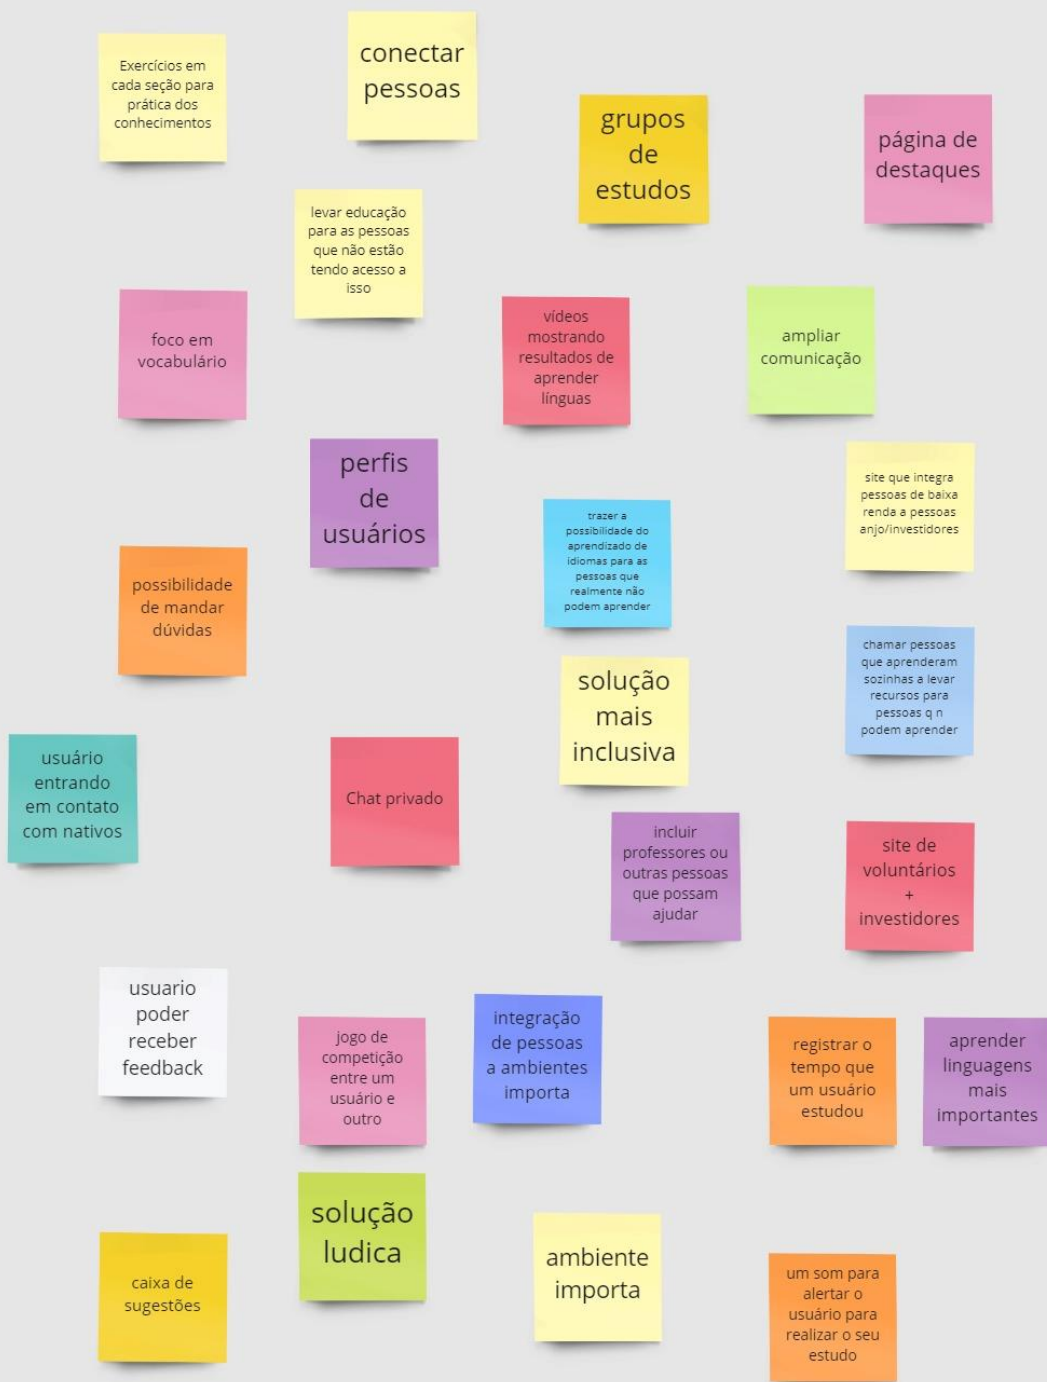 Exercícios em
cada seção para
prática dos
conhecimentos
conectar
pessoas
grupos
de
estudos
página de
destaques
levar educação
para as pessoas
que não estão
tendo acesso a
isso
foco em
vocabulário
vídeos
mostrando
resultados de
aprender
línguas
ampliar
comunicação
perfis
de
usuários
site que integra
pessoas de baixa
renda a pessoas
anjo/investidores
trazer a
possibilidade do
aprendizado de
idiomas para as
pessoas que
realmente não
podem aprender
possibilidade
de mandar
dúvidas
chamar pessoas
que aprenderam
sozinhas a levar
recursos para
pessoas q n
podem aprender
solução
mais
inclusiva
usuário
entrando
em contato
com nativos
Chat privado
incluir
professores ou
outras pessoas
que possam
ajudar
site de
voluntários
+
investidores
usuario
poder
receber
feedback
jogo de
competição
entre um
usuário e
outro
integração
de pessoas
a ambientes
importa
registrar o
tempo que
um usuário
estudou
aprender
linguagens
mais
importantes
solução
ludica
ambiente
importa
caixa de
sugestões
um som para
alertar o
usuário para
realizar o seu
estudo